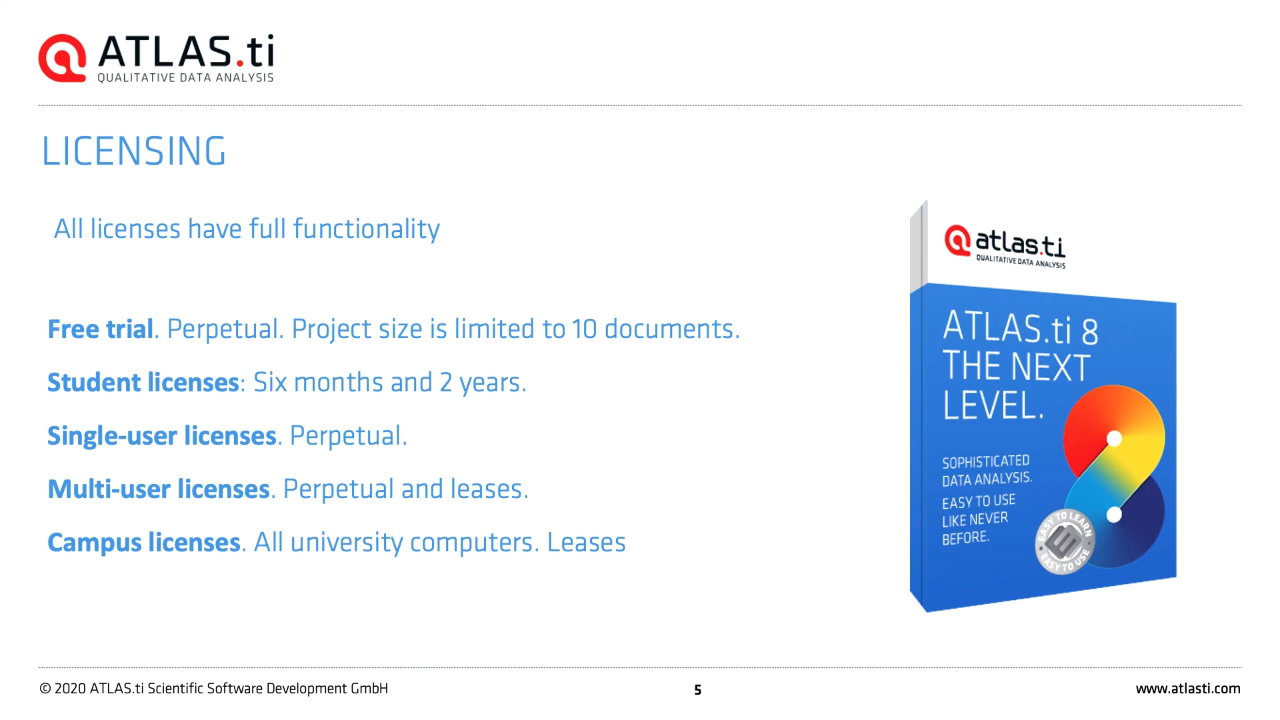 ATLAS.ti
QUALITATIVE DATA ANALYSIS
LICENSING
All licenses have full functionality
Free trial. Perpetual. Project size is limited to 10 documents.
Student licenses: Six months and 2 years.
Single-user licenses. Perpetual.
Multi-user licenses. Perpetual and leases.
Campus licenses. All university computers. Leases
atlas.ti
QUALITATIVE DATA ANALYSIS
ATLAS.ti 8
THE NEXT
LEVEL.
SOPHISTICATED
DATA ANALYSIS.
EASY TO USE
LIKE NEVER
BEFORE.
EASY TO LEARN
EASY TO USE
© 2020 ATLAS.ti Scientific Software Development GmbH
5
www.atlasti.com